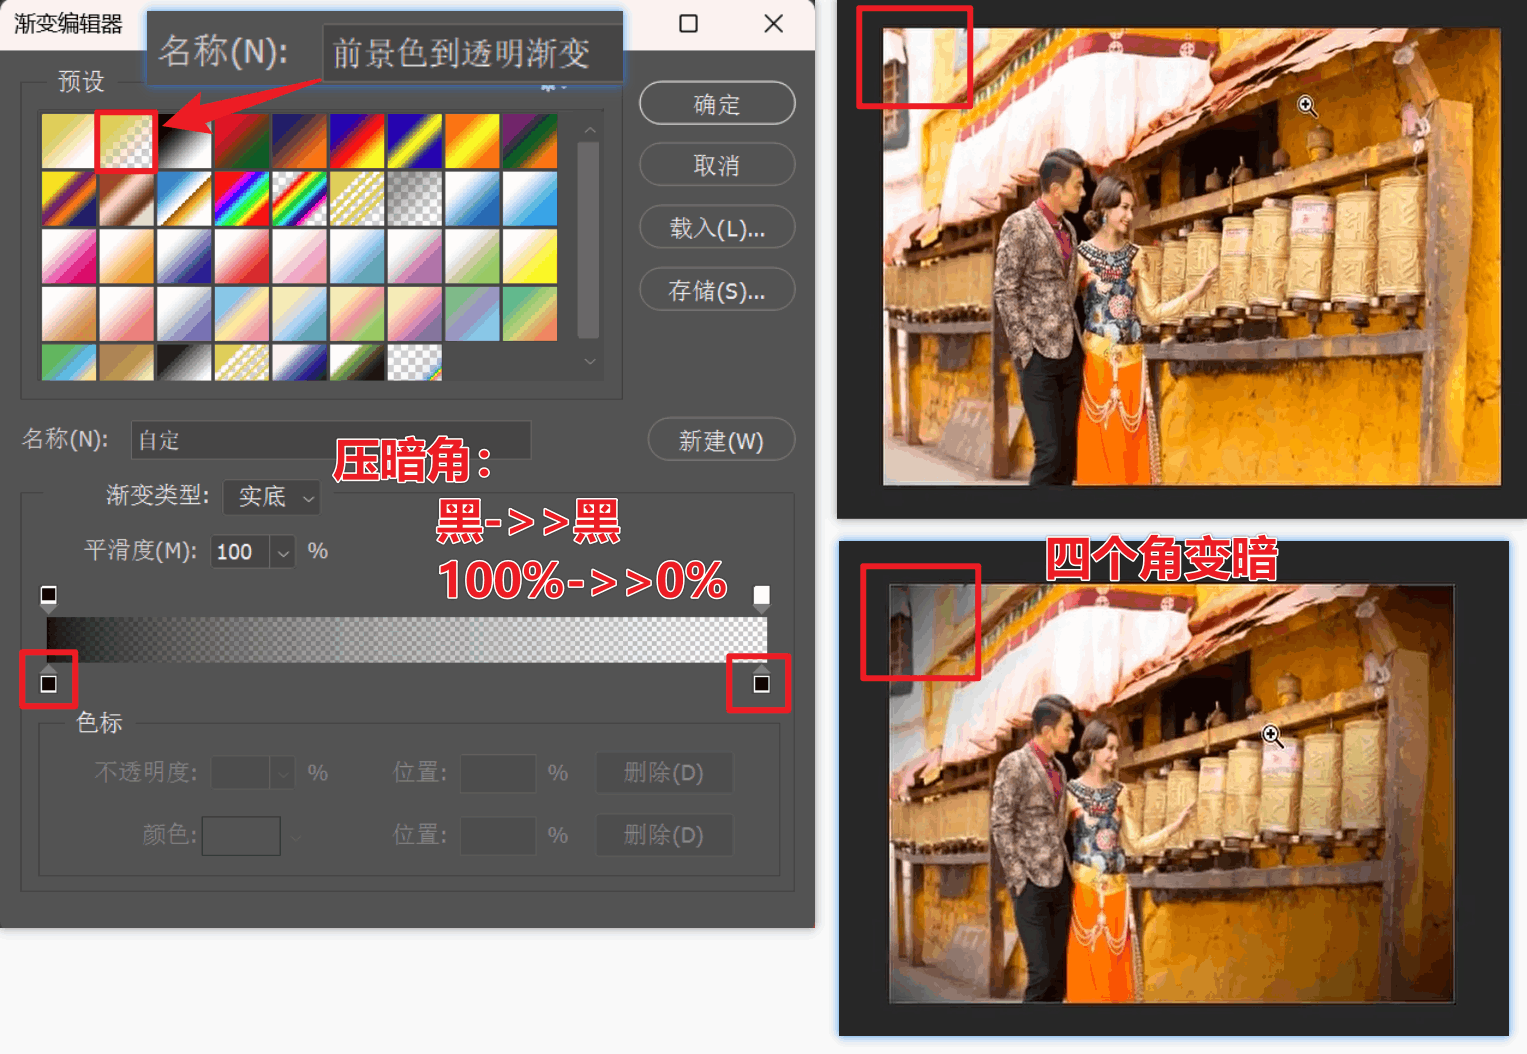 渐变编辑器
名称(N): 前景色到透明渐变
预设
确定
取消
载入(L)...
存储(S)...
名称(N): 自定
新建(W)
压暗角：
黑->>黑
100%->>0%
渐变类型: 实底
平滑度(M): 100 %
色标
不透明度: % 位置: % 删除(D)
颜色: 位置: % 删除(D)
四个角变暗